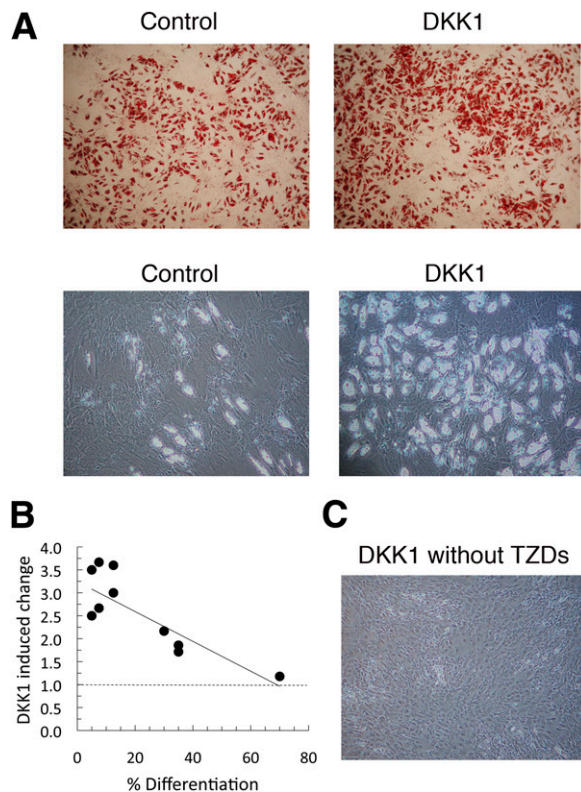 A
Control DKK1
Control DKK1
B
C
DKK1 without TZDs
DKK1 induced change
4.0
3.5
3.0
2.5
2.0
1.5
1.0
0.5
0.0
0 20 40 60 80
% Differentiation